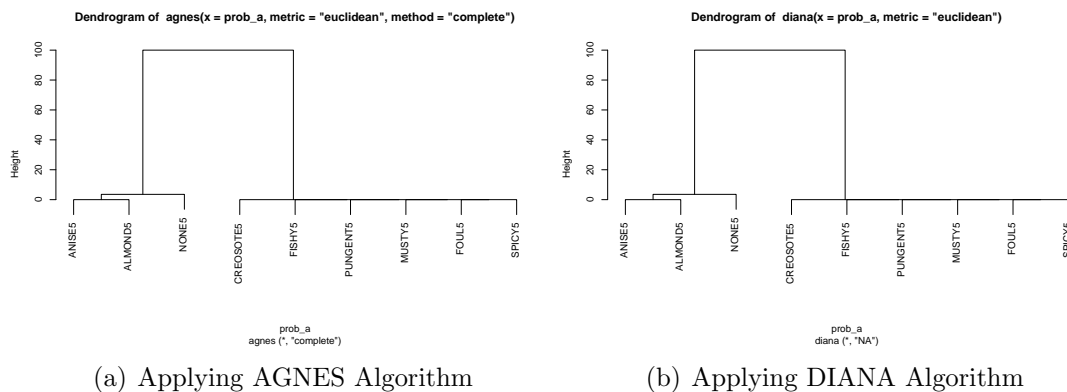 Dendrogram of agnes(x = prob_a, metric = "euclidean", method = "complete")
Height
0
20
40
60
80
100
ANISE5
ALMOND5
NONE5
CREOSOTE5
FISHY5
PUNGENT5
MUSTY5
FOUL5
SPICY5
prob_a
agnes (*, "complete")
(a) Applying AGNES Algorithm
Dendrogram of diana(x = prob_a, metric = "euclidean")
Height
0
20
40
60
80
100
ANISE5
ALMOND5
NONE5
CREOSOTE5
FISHY5
PUNGENT5
MUSTY5
FOUL5
SPICY5
prob_a
diana (*, "NA")
(b) Applying DIANA Algorithm